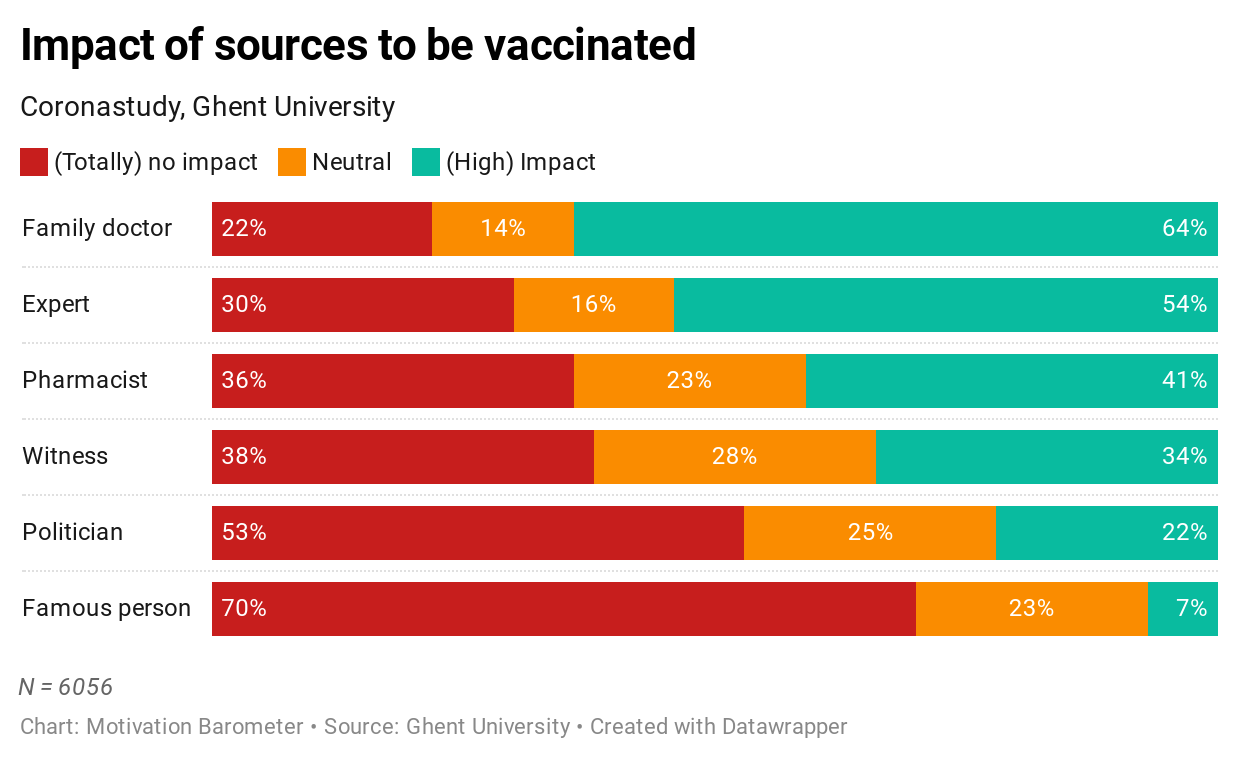 Impact of sources to be vaccinated
Coronastudy, Ghent University
(Totally) no impact Neutral (High) Impact
Family doctor 22% 14% 64%
Expert 30% 16% 54%
Pharmacist 36% 23% 41%
Witness 38% 28% 34%
Politician 53% 25% 22%
Famous person 70% 23% 7%
N = 6056
Chart: Motivation Barometer • Source: Ghent University • Created with Datawrapper